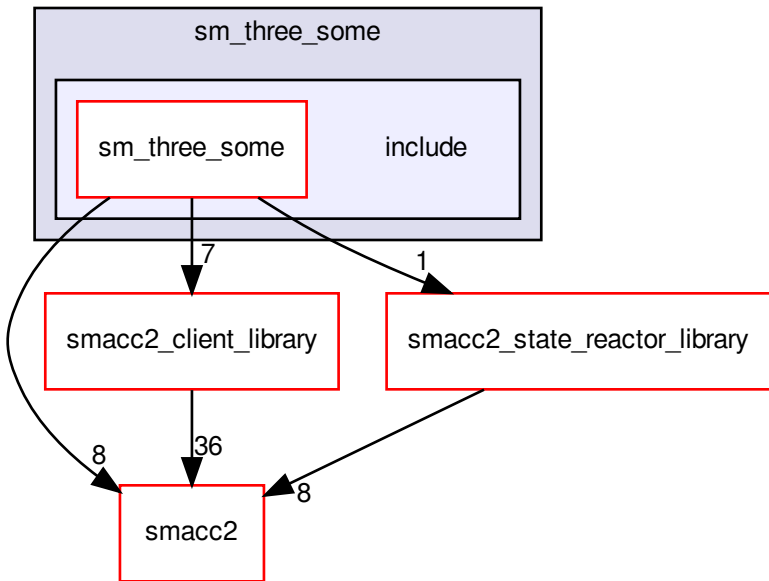 sm_three_some
sm_three_some
include
7
1
smacc2_client_library
smacc2_state_reactor_library
8
36
8
smacc2